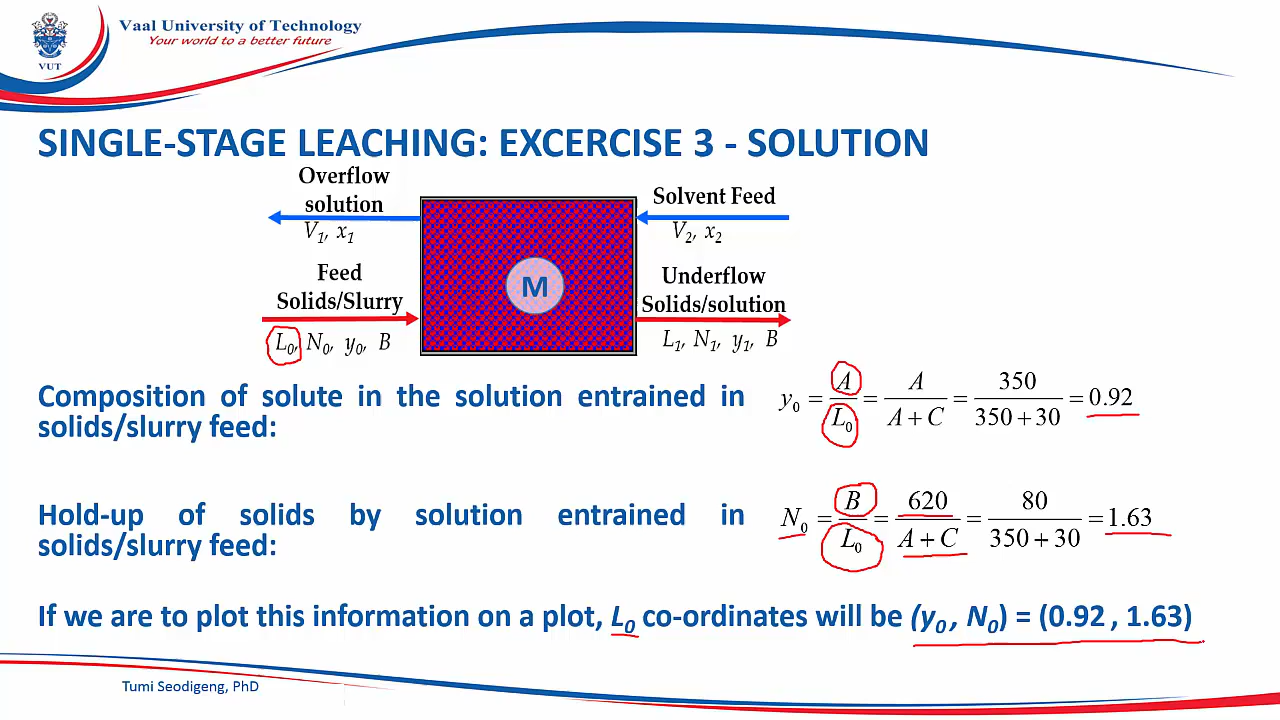 Vaal University of Technology
Your world to a better future
VUT
SINGLE-STAGE LEACHING: EXCERCISE 3 - SOLUTION
Overflow
solution
V₁, x₁
Solvent Feed
V₂, x₂
Feed
Solids/Slurry
L₀, N₀, y₀, B
M
Underflow
Solids/solution
L₁, N₁, y₁, B
Composition of solute in the solution entrained in
solids/slurry feed:
y₀ = A/L₀ = A/(A + C) = 350/(350 + 30) = 0.92
Hold-up of solids by solution entrained in
solids/slurry feed:
N₀ = B/L₀ = 620/(A + C) = 80/(350 + 30) = 1.63
If we are to plot this information on a plot, L₀ co-ordinates will be (y₀ , N₀) = (0.92 , 1.63)
Tumi Seodigeng, PhD